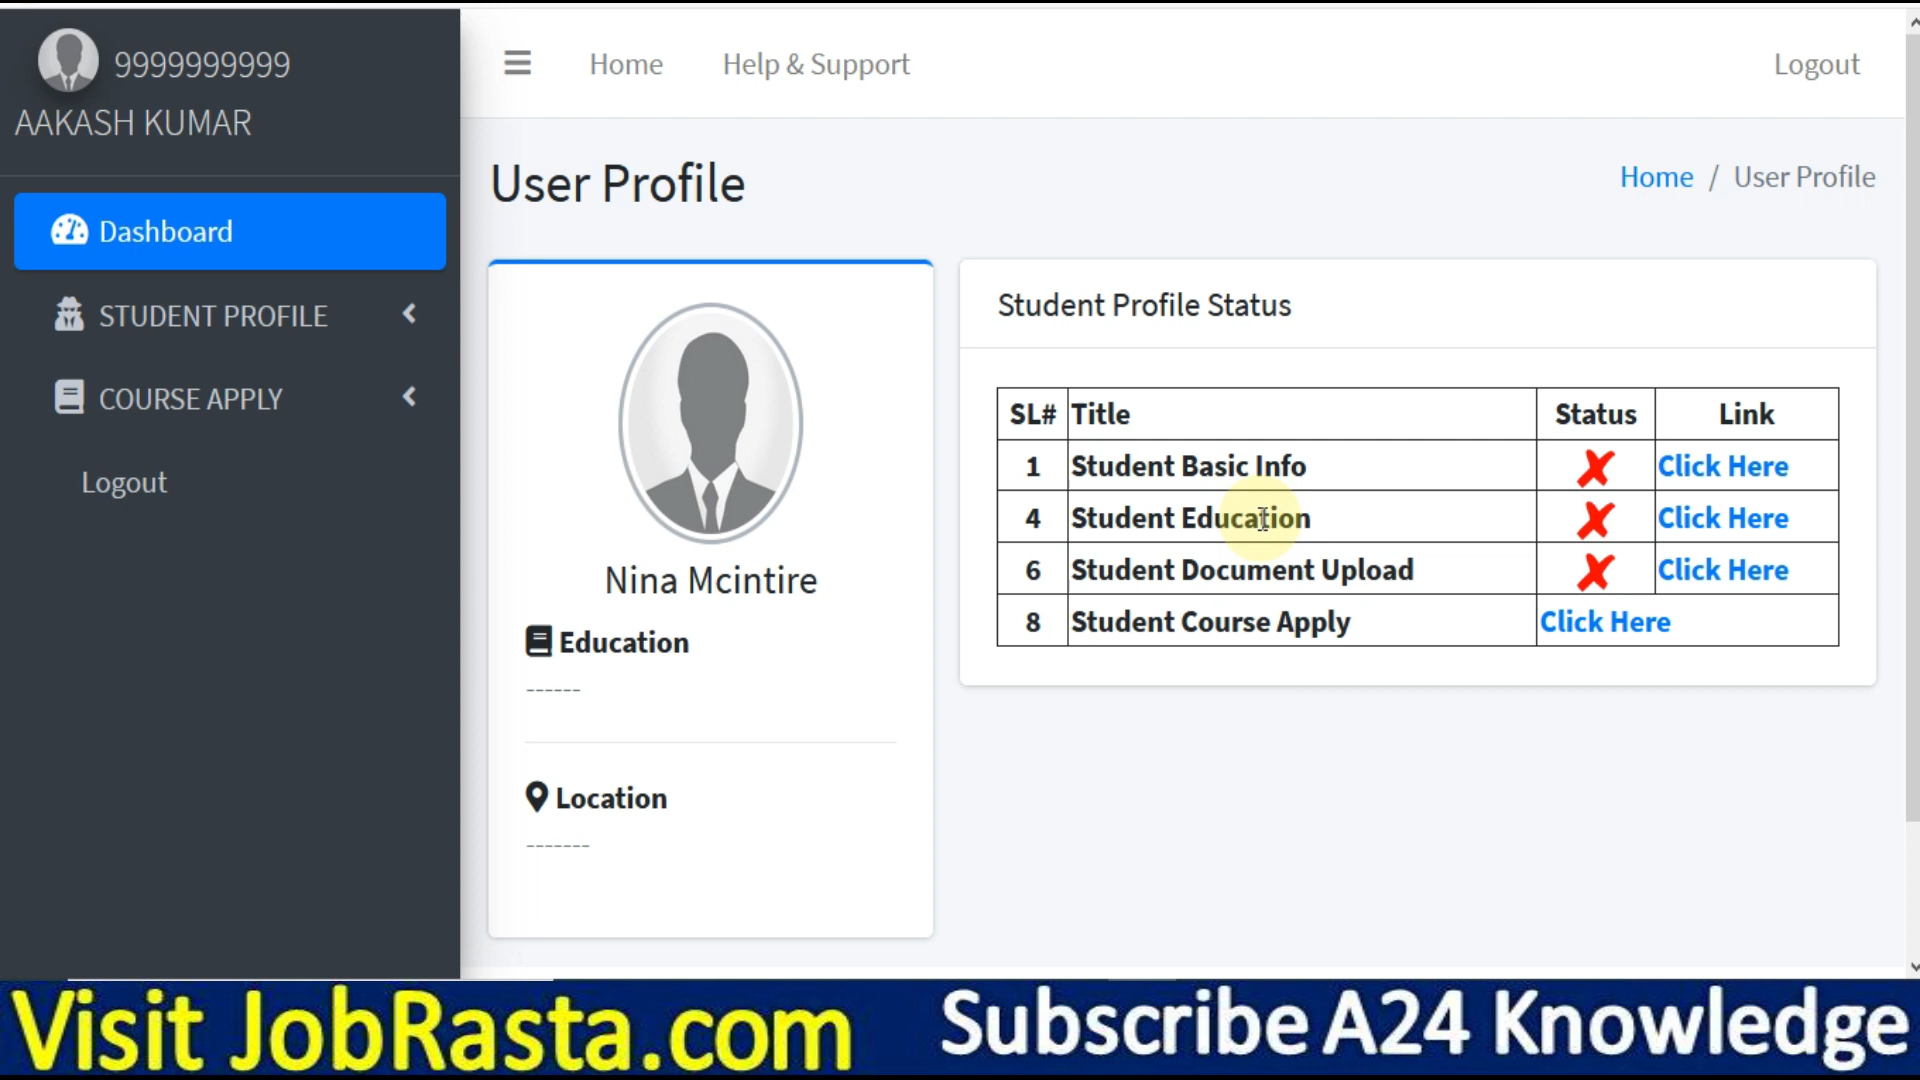 9999999999
AAKASH KUMAR
Dashboard
STUDENT PROFILE
COURSE APPLY
Logout
Home Help & Support Logout
User Profile
Home / User Profile
Nina Mcintire
Education
------
Location
-------
Student Profile Status
SL# Title Status Link
1 Student Basic Info ✘ Click Here
4 Student Education ✘ Click Here
6 Student Document Upload ✘ Click Here
8 Student Course Apply Click Here
Visit JobRasta.com Subscribe A24 Knowledge